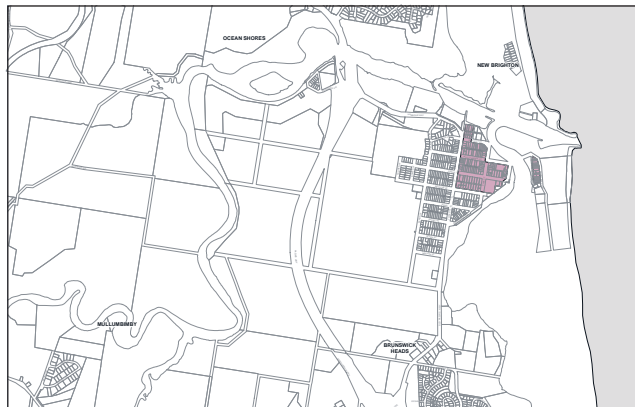 OCEAN SHORES
NEW BRIGHTON
MULLUMBIMBY
BRUNSWICK
HEADS